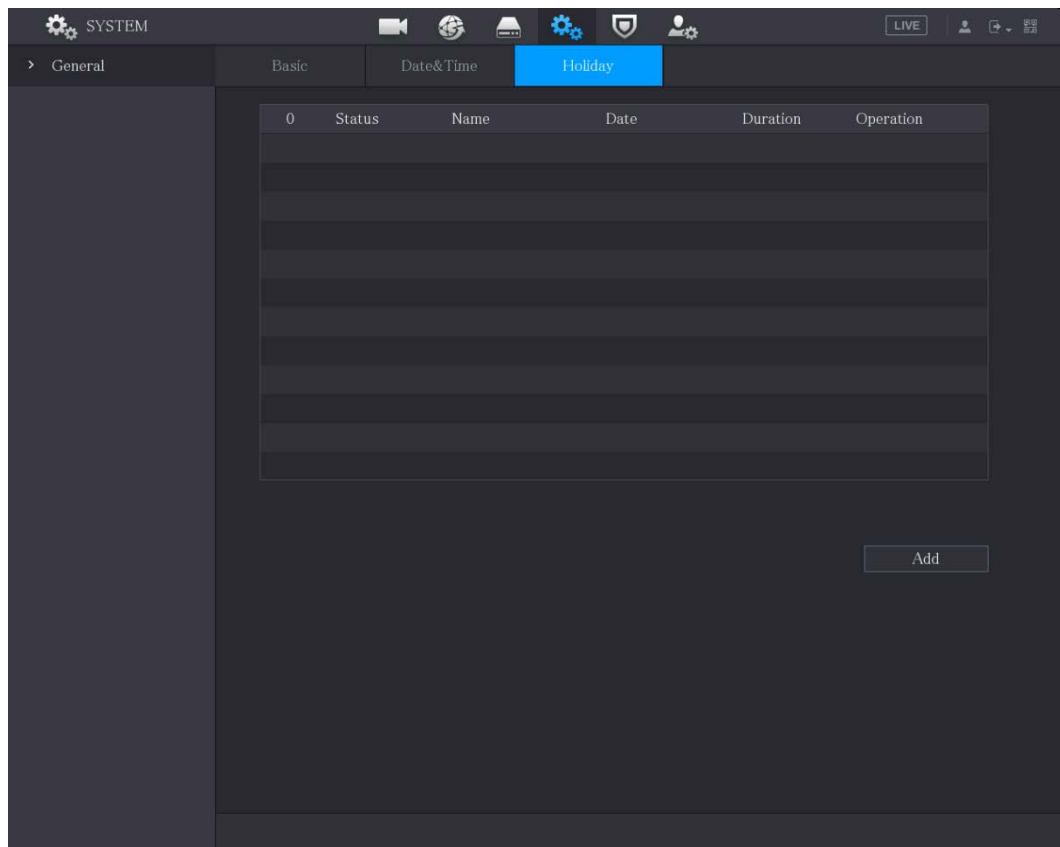 SYSTEM
LIVE
General
Basic Date&Time Holiday
0 Status Name Date Duration Operation
Add